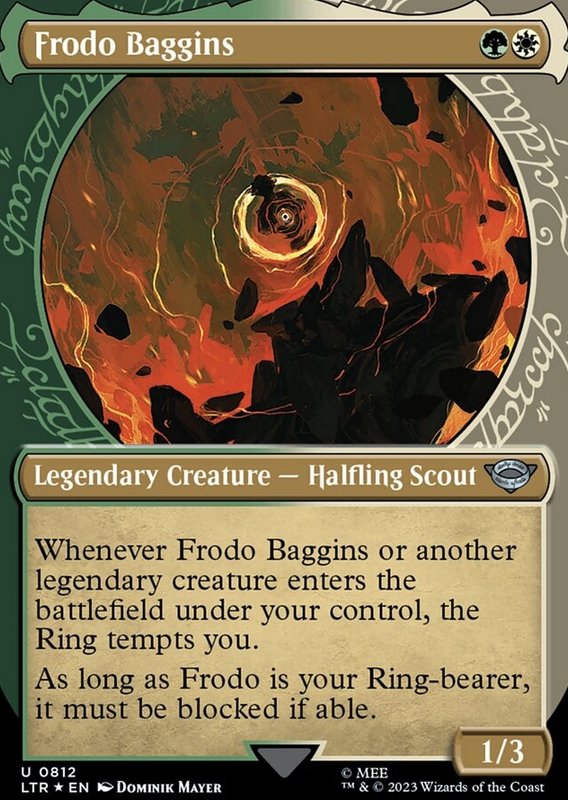 Frodo Baggins
Legendary Creature — Halfling Scout
Whenever Frodo Baggins or another
legendary creature enters the
battlefield under your control, the
Ring tempts you.
As long as Frodo is your Ring-bearer,
it must be blocked if able.
1/3
U 0812
LTR ★ EN Dominik Mayer
© MEE
™ & © 2023 Wizards of the Coast